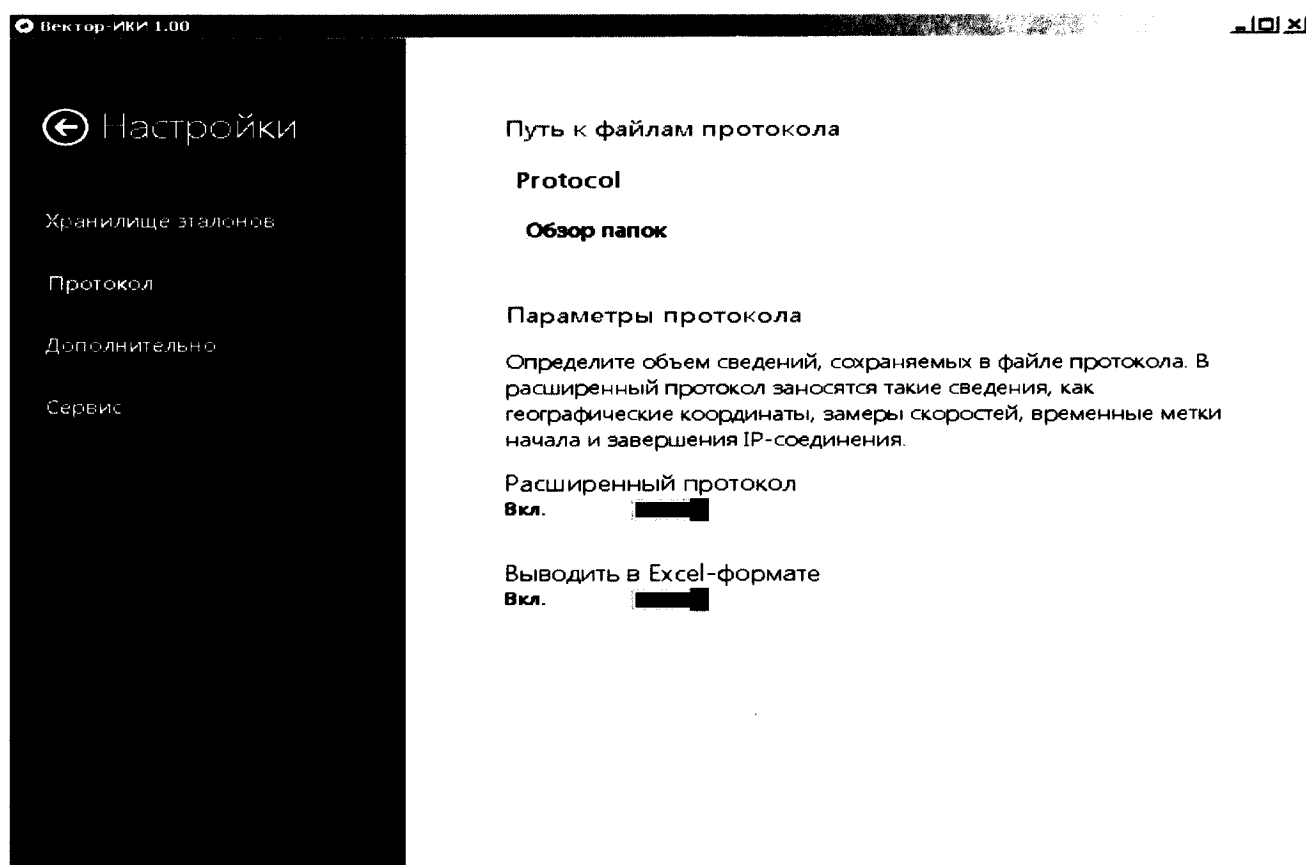 Вектор-ИКИ 1.00
Настройки
Хранилище эталонов
Протокол
Дополнительно
Сервис
Путь к файлам протокола
Protocol
Обзор папок
Параметры протокола
Определите объем сведений, сохраняемых в файле протокола. В
расширенный протокол заносятся такие сведения, как
географические координаты, замеры скоростей, временные метки
начала и завершения IP-соединения.
Расширенный протокол
Вкл.
Выводить в Excel-формате
Вкл.